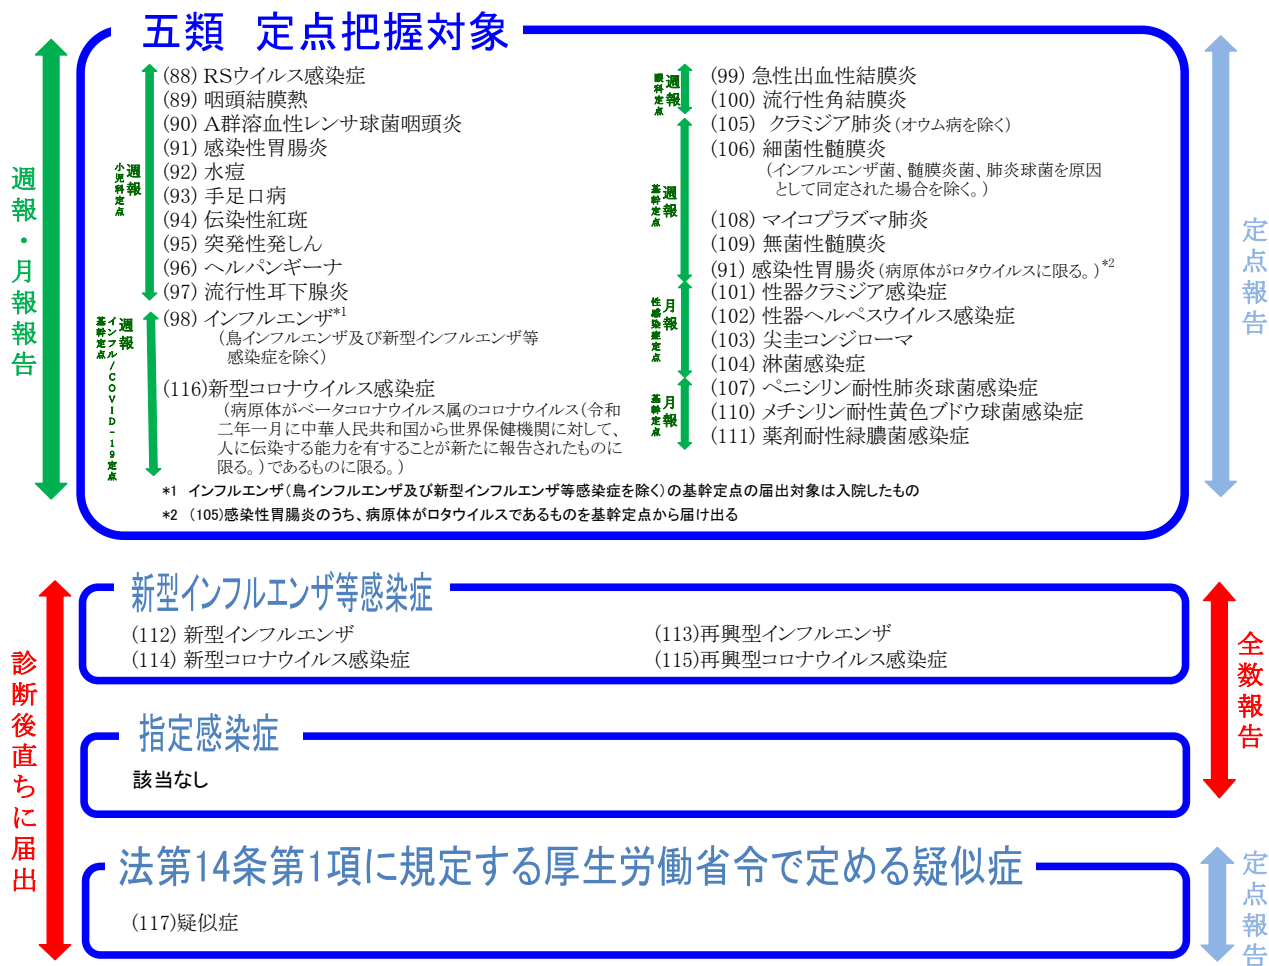 五類　定点把握対象
週報・月報報告
小児科定点
週報
(88) RSウイルス感染症
(89) 咽頭結膜熱
(90) A群溶血性レンサ球菌咽頭炎
(91) 感染性胃腸炎
(92) 水痘
(93) 手足口病
(94) 伝染性紅斑
(95) 突発性発しん
(96) ヘルパンギーナ
(97) 流行性耳下腺炎
基幹定点
インフル/COVID-19定点
週報
(98) インフルエンザ*1
(鳥インフルエンザ及び新型インフルエンザ等
感染症を除く)
(116)新型コロナウイルス感染症
(病原体がベータコロナウイルス属のコロナウイルス(令和
二年一月に中華人民共和国から世界保健機関に対して、
人に伝染する能力を有することが新たに報告されたものに
限る。)であるものに限る。)
眼科定点
週報
(99) 急性出血性結膜炎
(100) 流行性角結膜炎
基幹定点
週報
(105) クラミジア肺炎(オウム病を除く)
(106) 細菌性髄膜炎
(インフルエンザ菌、髄膜炎菌、肺炎球菌を原因
として同定された場合を除く。)
(108) マイコプラズマ肺炎
(109) 無菌性髄膜炎
(91) 感染性胃腸炎(病原体がロタウイルスに限る。)*2
性感染症定点
月報
(101) 性器クラミジア感染症
(102) 性器ヘルペスウイルス感染症
(103) 尖圭コンジローマ
(104) 淋菌感染症
基幹定点
月報
(107) ペニシリン耐性肺炎球菌感染症
(110) メチシリン耐性黄色ブドウ球菌感染症
(111) 薬剤耐性緑膿菌感染症
定点報告
*1 インフルエンザ(鳥インフルエンザ及び新型インフルエンザ等感染症を除く)の基幹定点の届出対象は入院したもの
*2 (105)感染性胃腸炎のうち、病原体がロタウイルスであるものを基幹定点から届け出る
診断後直ちに届出
新型インフルエンザ等感染症
(112) 新型インフルエンザ
(113)再興型インフルエンザ
(114) 新型コロナウイルス感染症
(115)再興型コロナウイルス感染症
全数報告
指定感染症
該当なし
法第14条第1項に規定する厚生労働省令で定める疑似症
(117)疑似症
定点報告